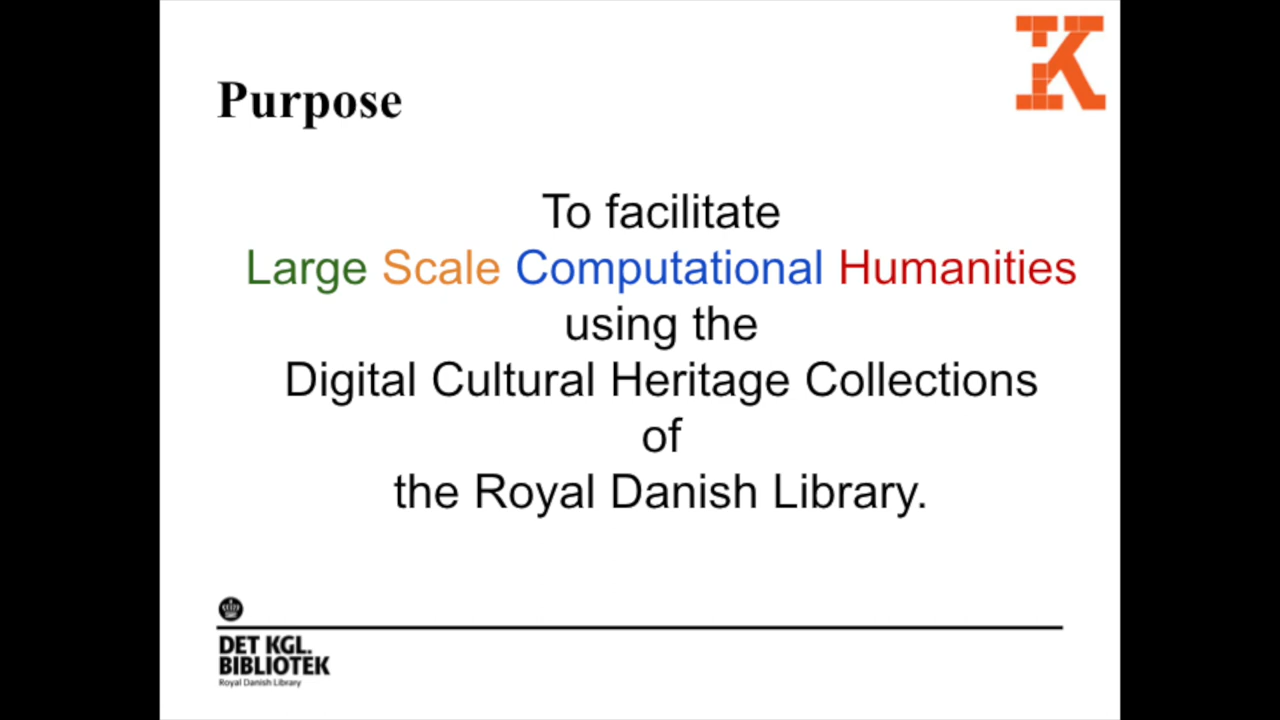 Purpose
To facilitate
Large Scale Computational Humanities
using the
Digital Cultural Heritage Collections
of
the Royal Danish Library.
K
DET KGL.
BIBLIOTEK
Royal Danish Library